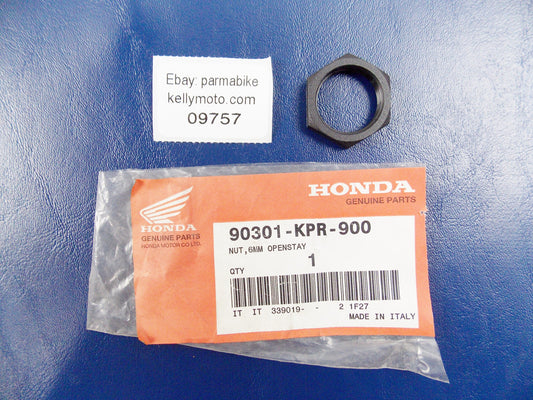 Ebay: parmabike
kellymoto.com
09757
HONDA
GENUINE PARTS
HONDA
GENUINE PARTS
HONDA MOTOR CO.LTD.
90301-KPR-900
NUT,6MM OPENSTAY
QTY 1
IT IT 339019- - 2 1F27
MADE IN ITALY